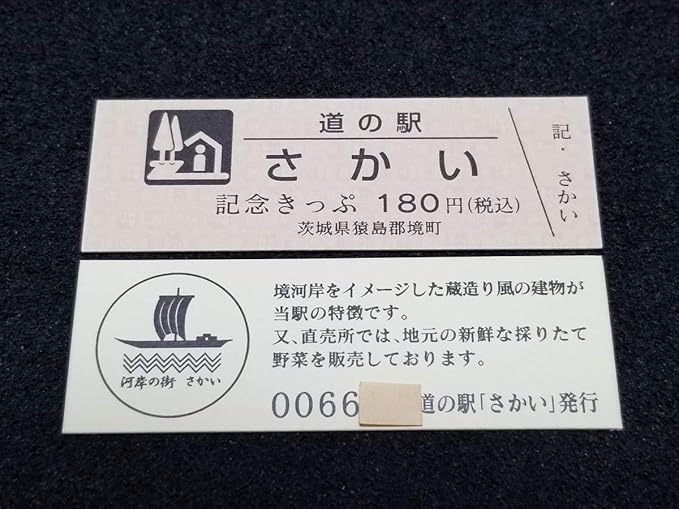 道の駅
さかい
記念きっぷ 180円(税込)
茨城県猿島郡境町
記・さかい
境河岸をイメージした蔵造り風の建物が
当駅の特徴です。
又、直売所では、地元の新鮮な採りたて
野菜を販売しております。
河岸の街 さかい
0066 道の駅「さかい」発行